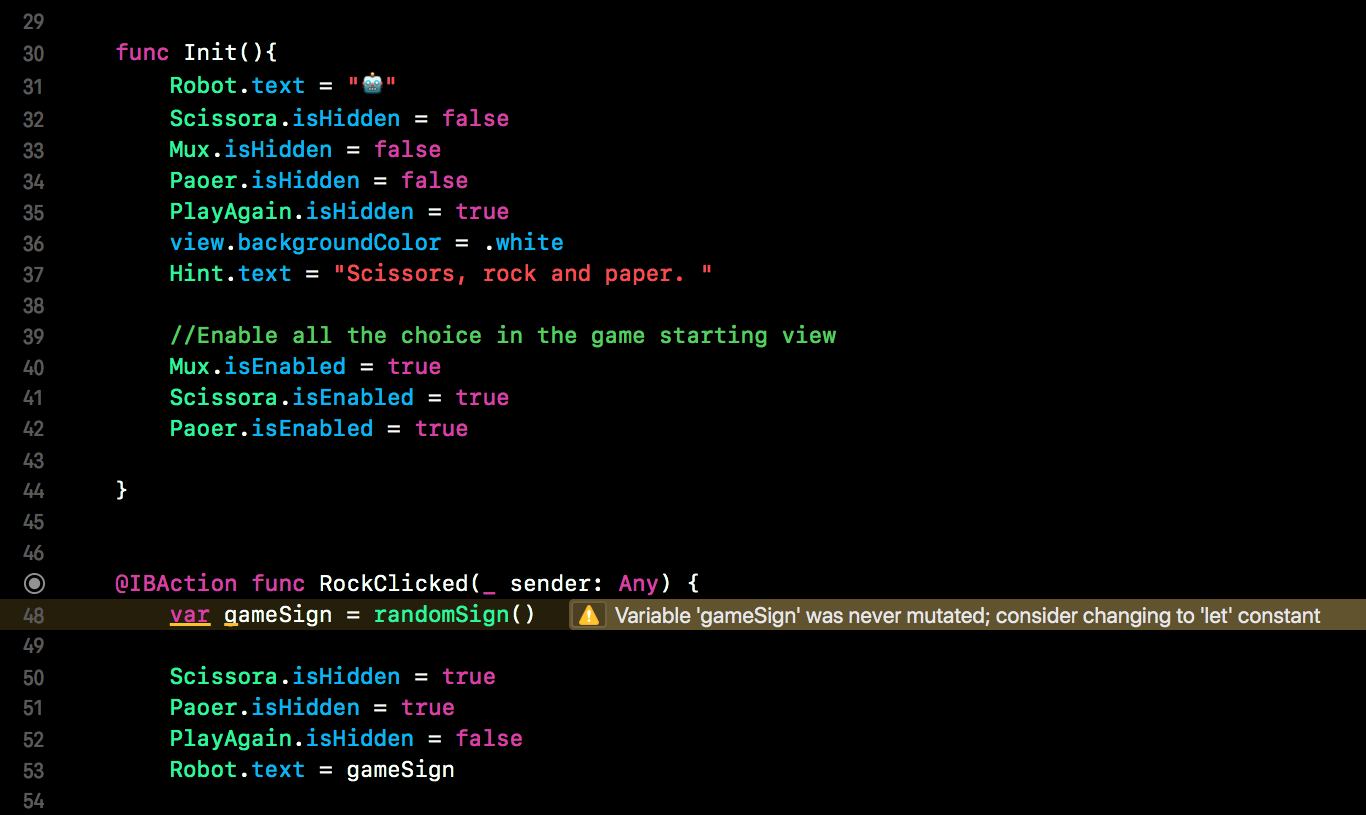 29
30 func Init(){
31 Robot.text = "🤖"
32 Scissora.isHidden = false
33 Mux.isHidden = false
34 Paoer.isHidden = false
35 PlayAgain.isHidden = true
36 view.backgroundColor = .white
37 Hint.text = "Scissors, rock and paper. "
38
39 //Enable all the choice in the game starting view
40 Mux.isEnabled = true
41 Scissora.isEnabled = true
42 Paoer.isEnabled = true
43
44 }
45
46
@IBAction func RockClicked(_ sender: Any) {
48 var gameSign = randomSign() Variable 'gameSign' was never mutated; consider changing to 'let' constant
49
50 Scissora.isHidden = true
51 Paoer.isHidden = true
52 PlayAgain.isHidden = false
53 Robot.text = gameSign
54